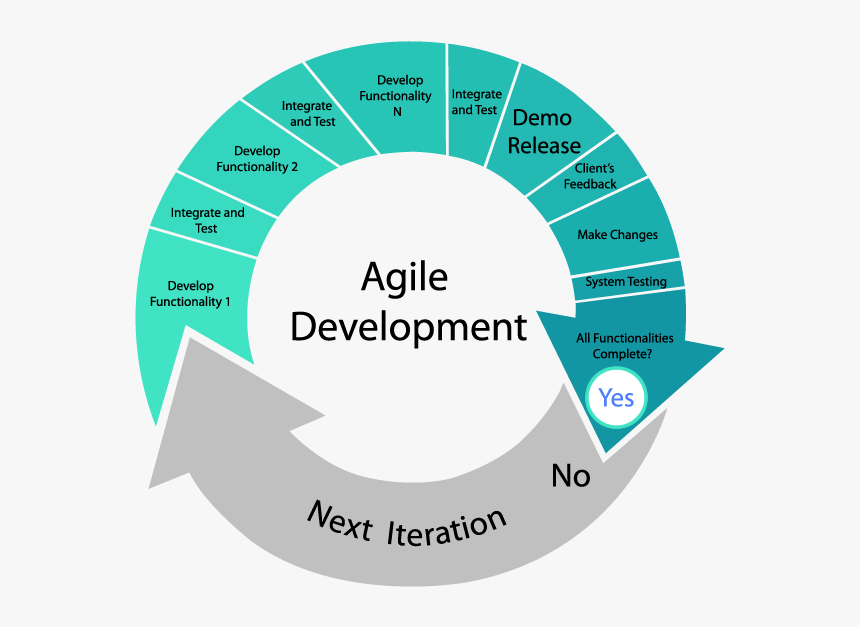 Develop
Functionality 1
Integrate and
Test
Develop
Functionality 2
Integrate
and Test
Develop
Functionality
N
Integrate
and Test
Demo
Release
Client's
Feedback
Make Changes
System Testing
All Functionalities
Complete?
Yes
No
Next Iteration
Agile
Development